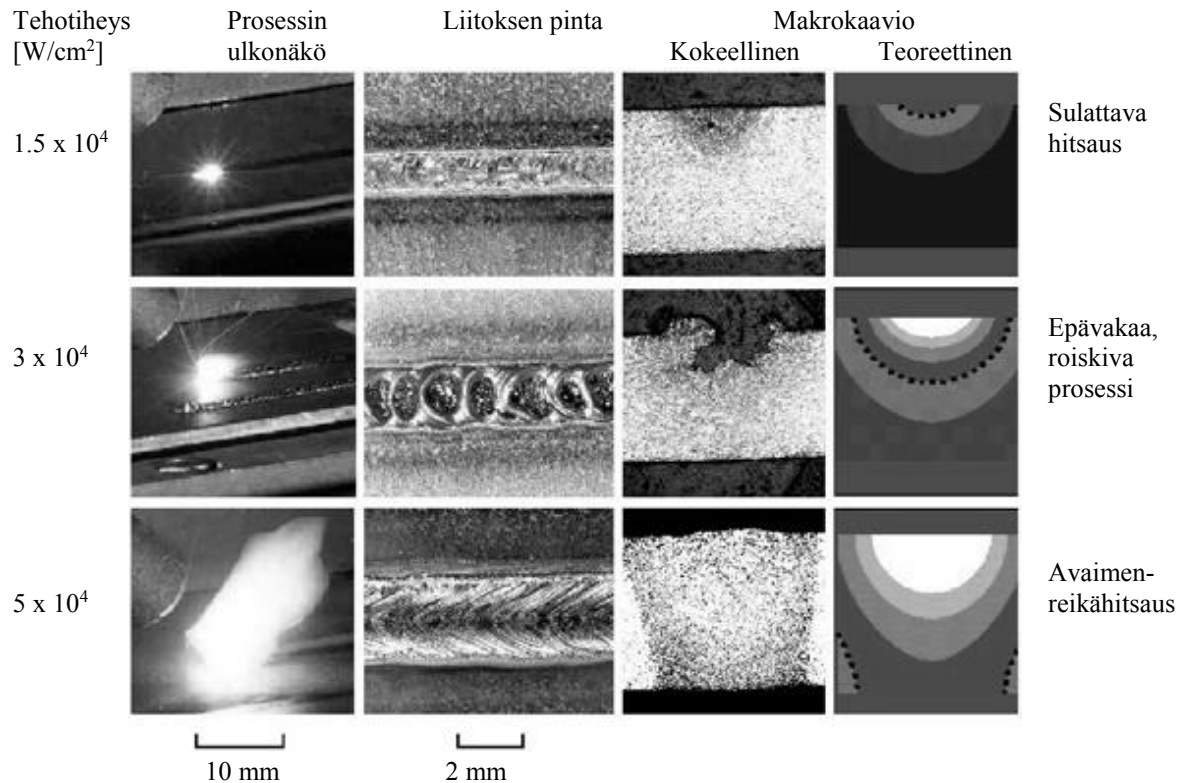 Tehotiheys
[W/cm²]
Prosessin
ulkonäkö
Liitoksen pinta
Makrokaavio
Kokeellinen
Teoreettinen
1.5 x 10⁴
Sulattava
hitsaus
3 x 10⁴
Epävakaa,
roiskiva
prosessi
5 x 10⁴
Avaimen-
reikähitsaus
10 mm
2 mm